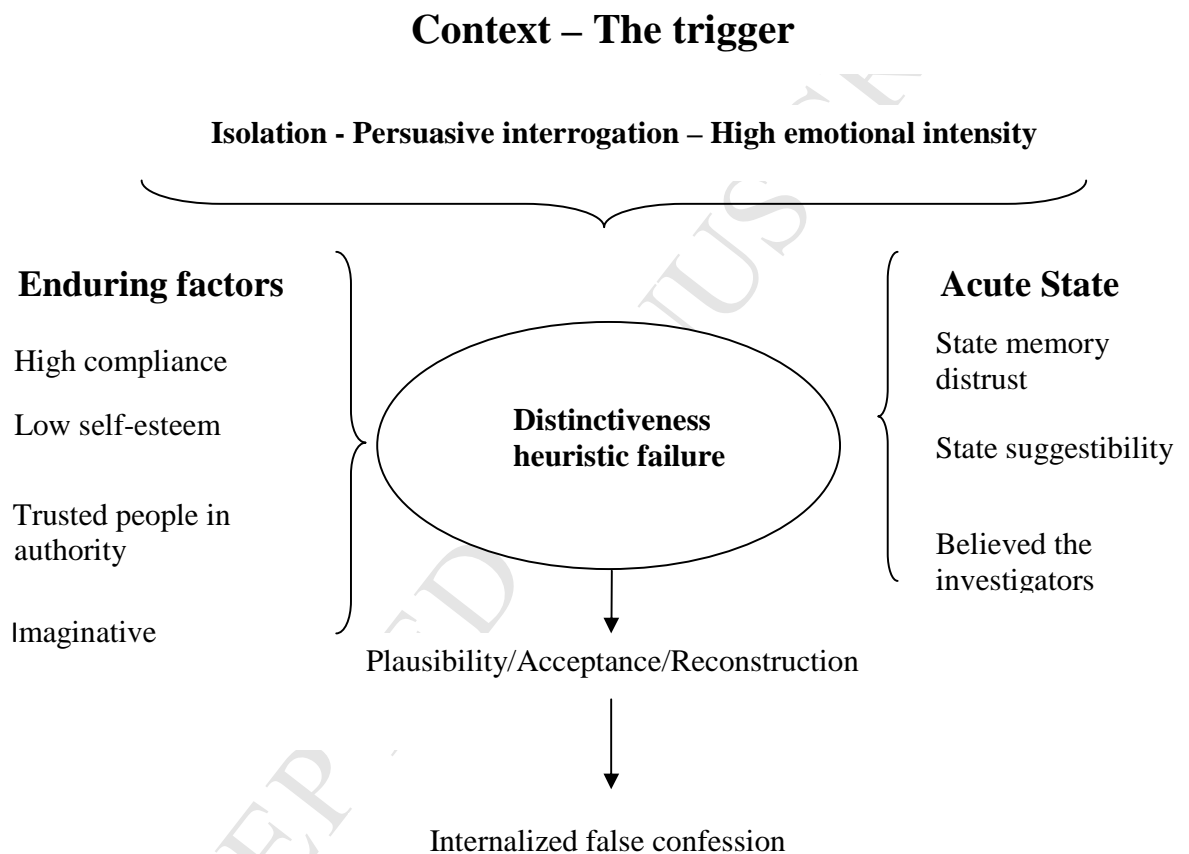 Context – The trigger
Isolation - Persuasive interrogation – High emotional intensity
Enduring factors
High compliance
Low self-esteem
Trusted people in
authority
Imaginative
Distinctiveness
heuristic failure
Acute State
State memory
distrust
State suggestibility
Believed the
investigators
Plausibility/Acceptance/Reconstruction
Internalized false confession